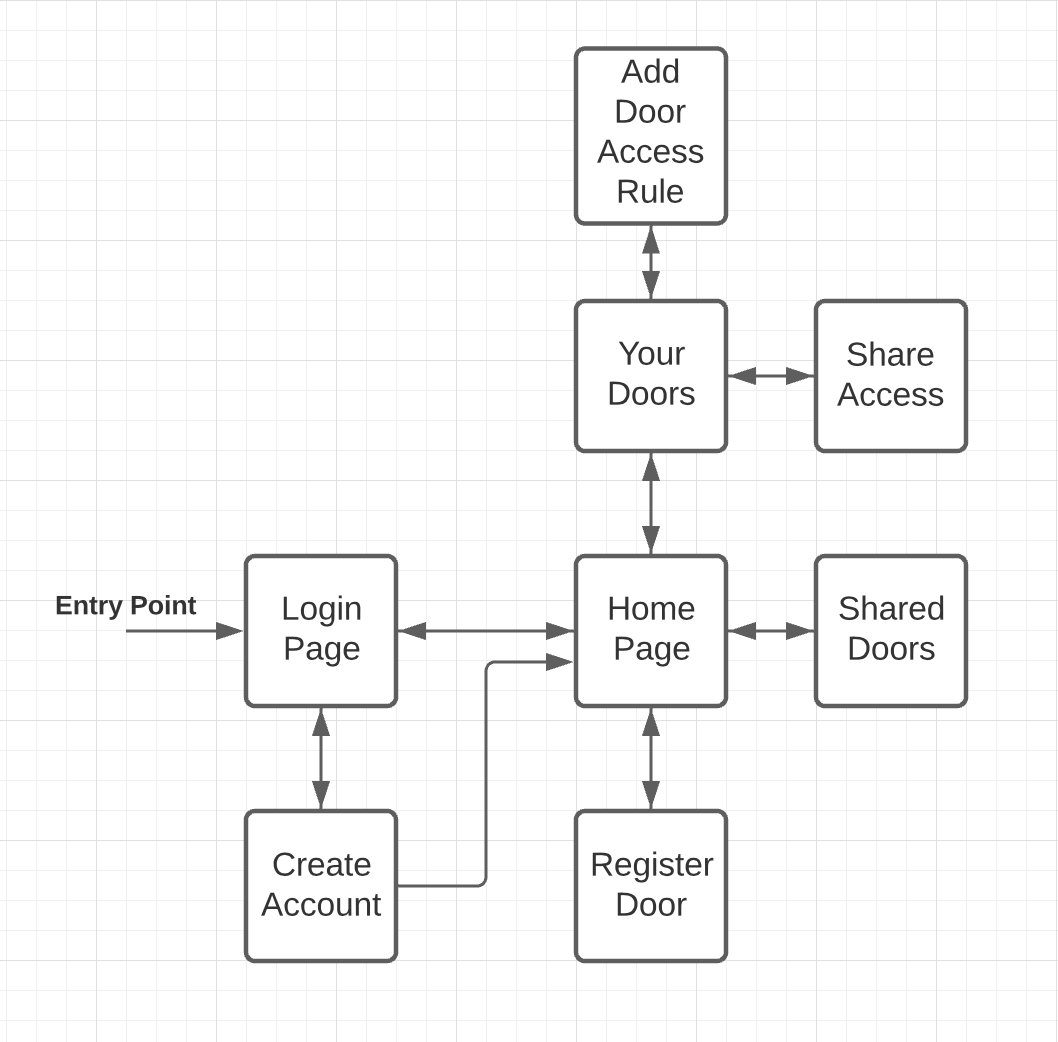 Add
Door
Access
Rule
Your
Doors
Share
Access
Entry Point
Login
Page
Home
Page
Shared
Doors
Create
Account
Register
Door